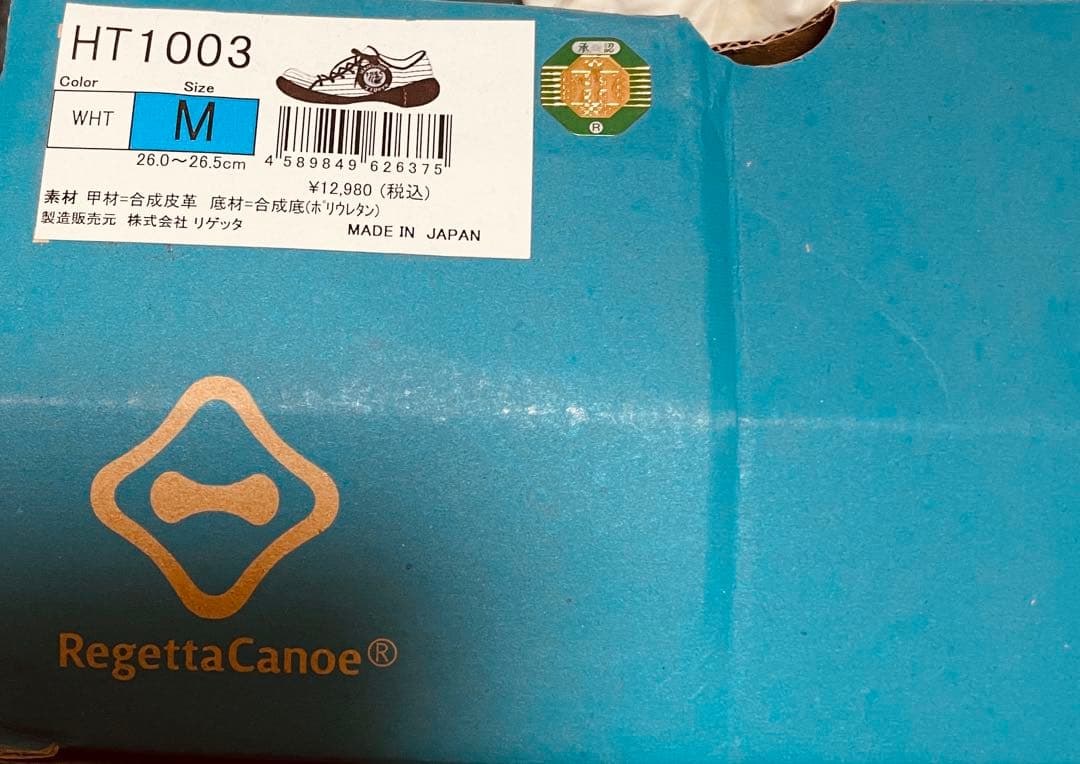 HT1003
Color
Size
WHT
M
26.0～26.5cm
4 589849 626375
¥12,980 (税込)
素材 甲材=合成皮革 底材=合成底(ﾎﾟﾘｳﾚﾀﾝ)
製造販売元 株式会社 リゲッタ
MADE IN JAPAN
承認
®
RegettaCanoe®